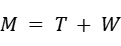 M = T + W